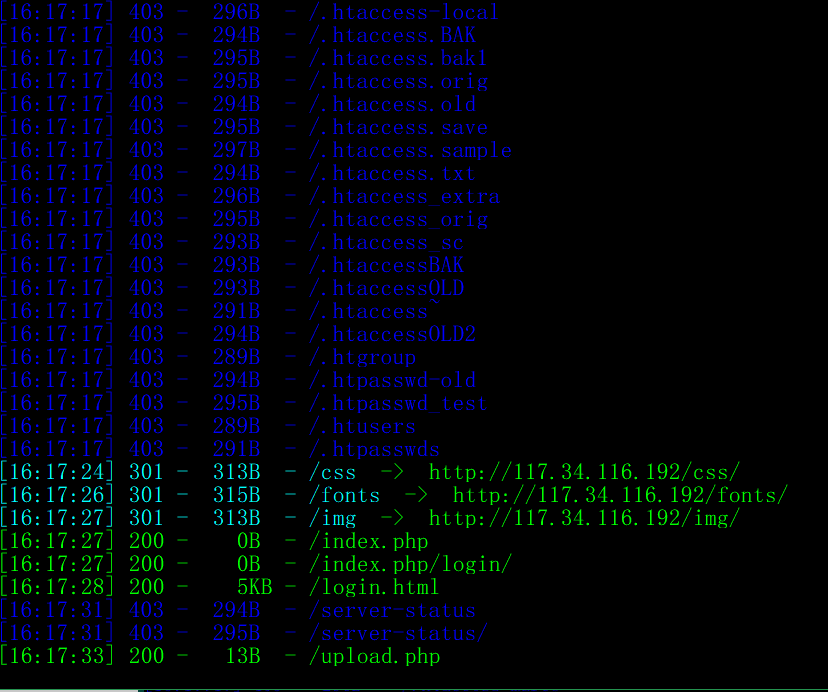 [16:17:17] 403 -  296B  - /.htaccess-local
[16:17:17] 403 -  294B  - /.htaccess.BAK
[16:17:17] 403 -  295B  - /.htaccess.bak1
[16:17:17] 403 -  295B  - /.htaccess.orig
[16:17:17] 403 -  294B  - /.htaccess.old
[16:17:17] 403 -  295B  - /.htaccess.save
[16:17:17] 403 -  297B  - /.htaccess.sample
[16:17:17] 403 -  294B  - /.htaccess.txt
[16:17:17] 403 -  296B  - /.htaccess_extra
[16:17:17] 403 -  295B  - /.htaccess_orig
[16:17:17] 403 -  293B  - /.htaccess_sc
[16:17:17] 403 -  293B  - /.htaccessBAK
[16:17:17] 403 -  293B  - /.htaccessOLD
[16:17:17] 403 -  291B  - /.htaccess~
[16:17:17] 403 -  294B  - /.htaccessOLD2
[16:17:17] 403 -  289B  - /.htgroup
[16:17:17] 403 -  294B  - /.htpasswd-old
[16:17:17] 403 -  295B  - /.htpasswd_test
[16:17:17] 403 -  289B  - /.htusers
[16:17:17] 403 -  291B  - /.htpasswds
[16:17:24] 301 -  313B  - /css  ->  http://117.34.116.192/css/
[16:17:26] 301 -  315B  - /fonts  ->  http://117.34.116.192/fonts/
[16:17:27] 301 -  313B  - /img  ->  http://117.34.116.192/img/
[16:17:27] 200 -    0B  - /index.php
[16:17:27] 200 -    0B  - /index.php/login/
[16:17:28] 200 -    5KB - /login.html
[16:17:31] 403 -  294B  - /server-status
[16:17:31] 403 -  295B  - /server-status/
[16:17:33] 200 -   13B  - /upload.php